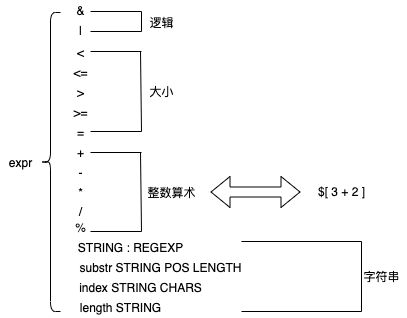 &
|
逻辑
<
<=
>
>=
=
大小
expr
+
-
*
/
%
整数算术
$[ 3 + 2 ]
STRING : REGEXP
substr STRING POS LENGTH
index STRING CHARS
length STRING
字符串